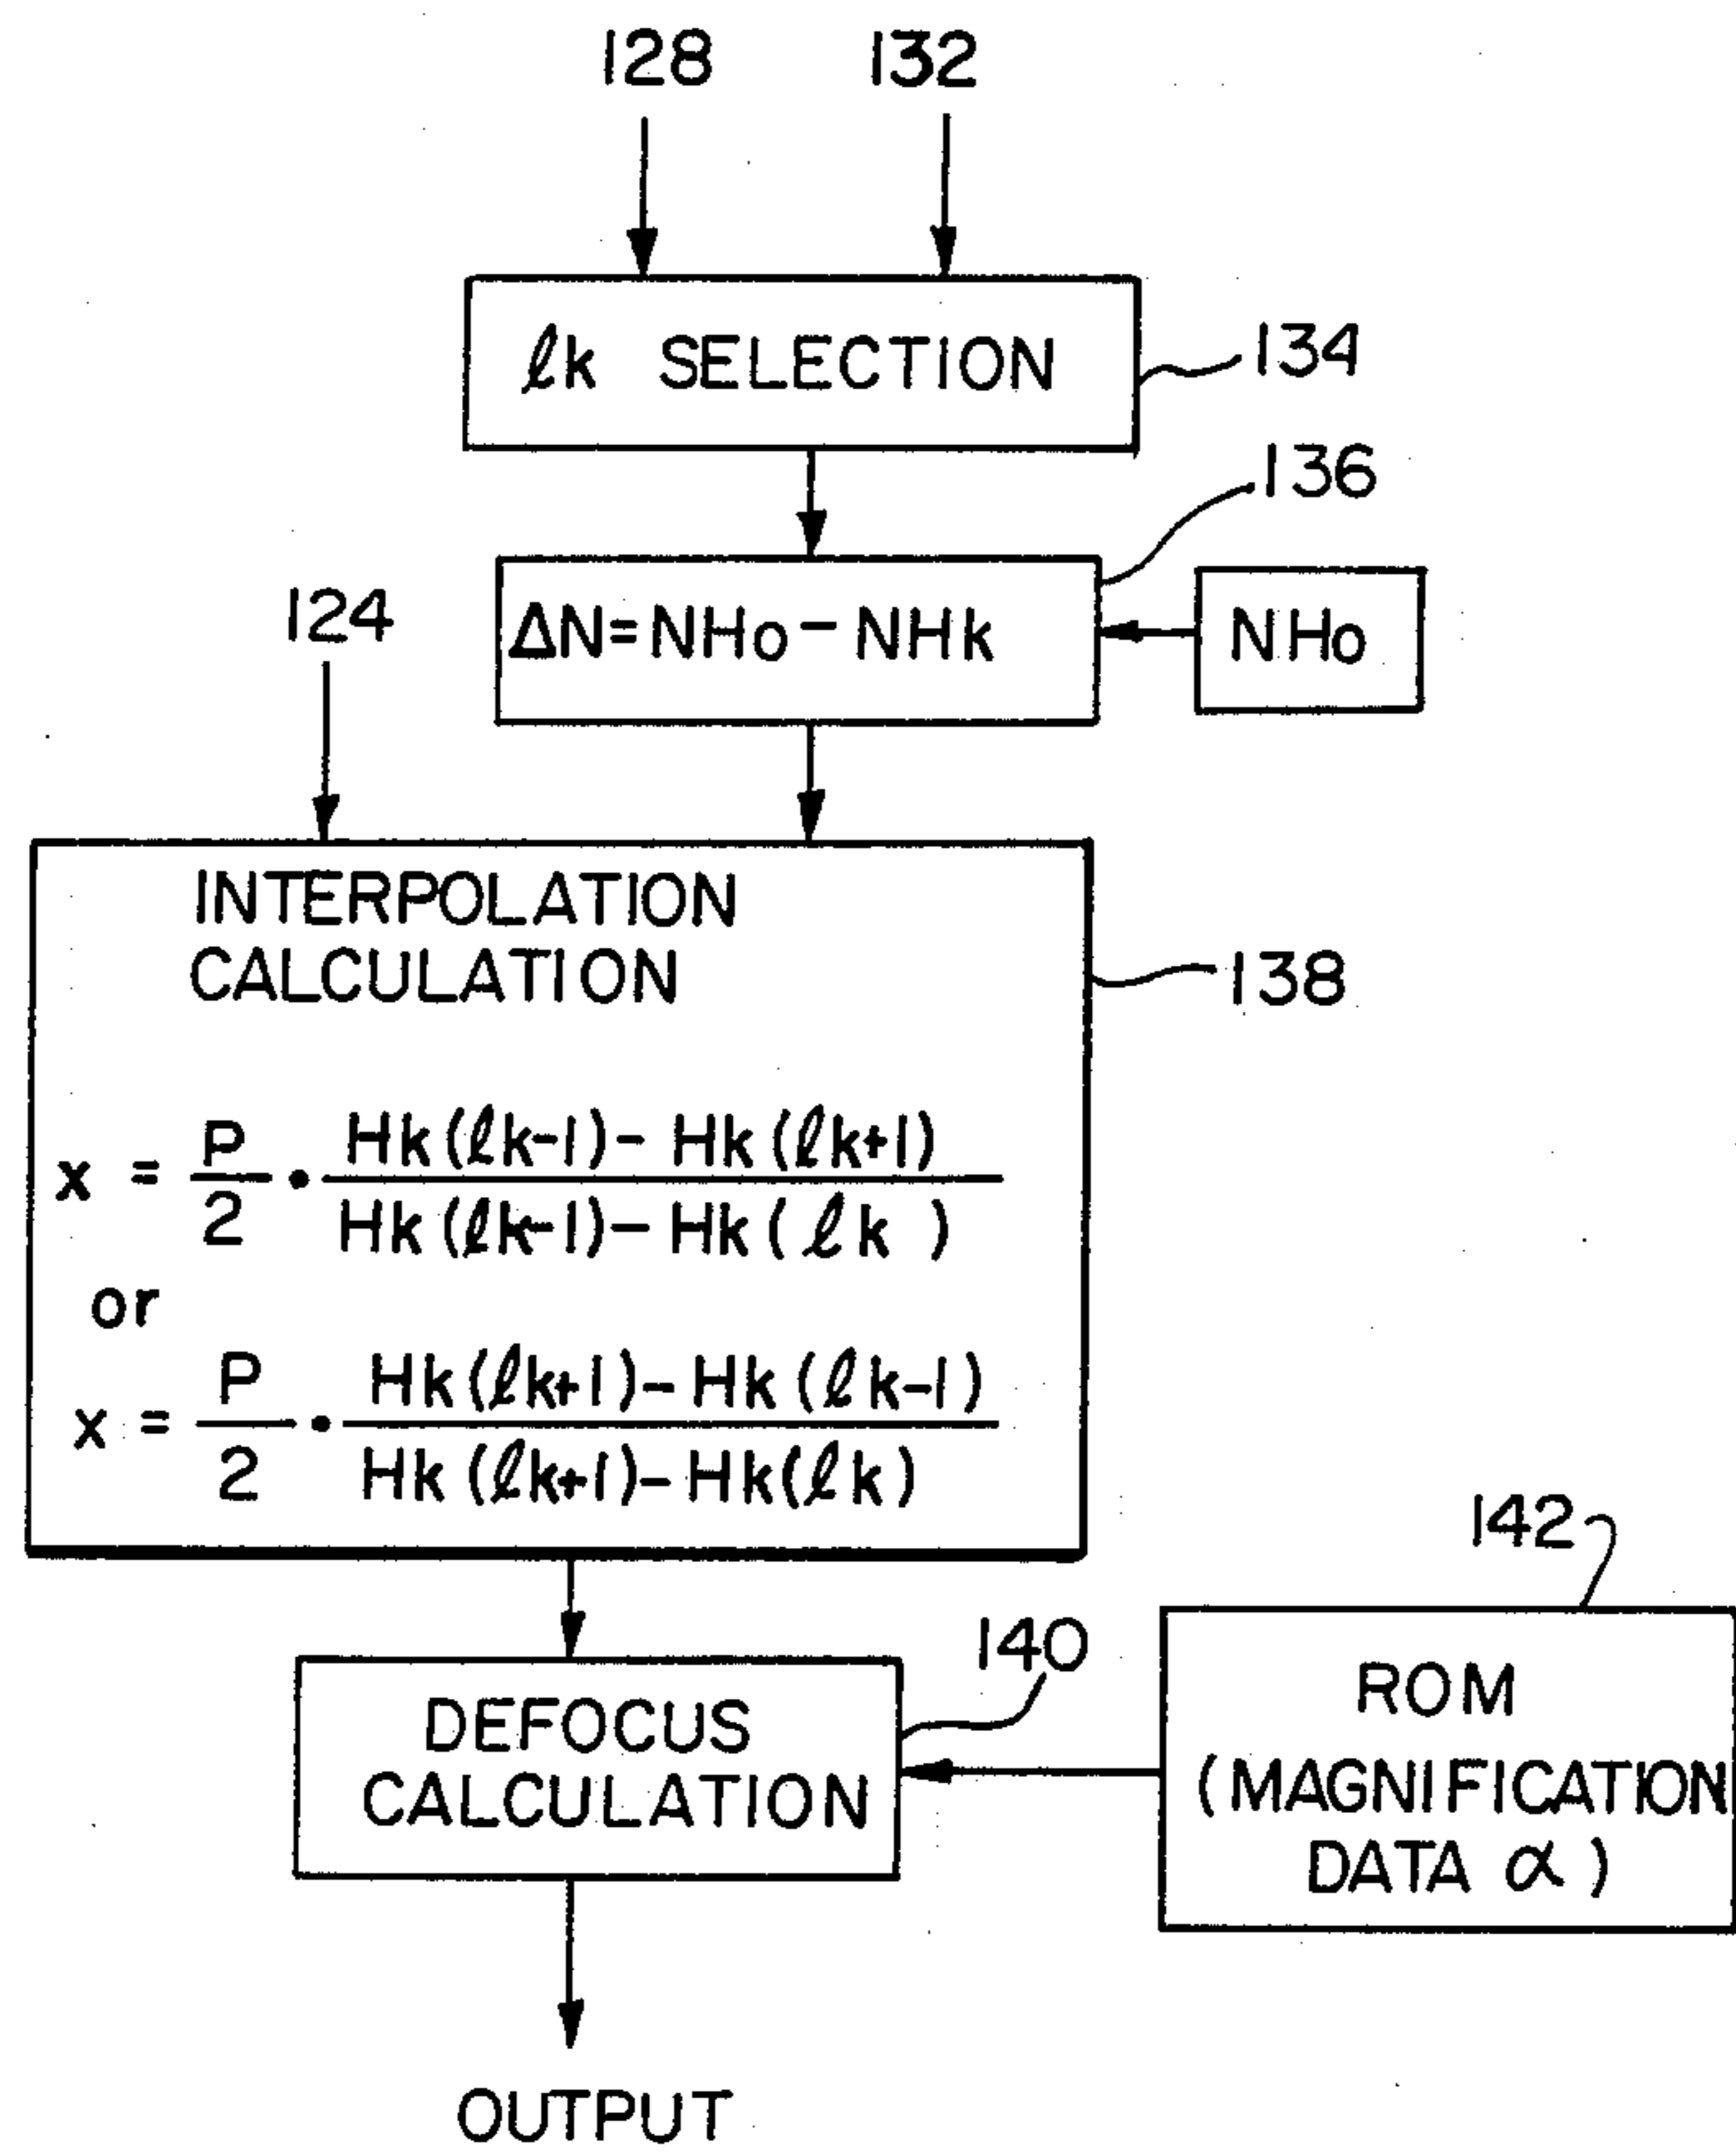 128 132
ℓk SELECTION
134
136
124
ΔN=NHo-NHk
NHo
INTERPOLATION
CALCULATION
138
x = P/2 • Hk(ℓk-1)-Hk(ℓk+1) / Hk(ℓk-1)-Hk(ℓk)
or
x = P/2 • Hk(ℓk+1)-Hk(ℓk-1) / Hk(ℓk+1)-Hk(ℓk)
142
140
DEFOCUS
CALCULATION
ROM
(MAGNIFICATION
DATA α)
OUTPUT